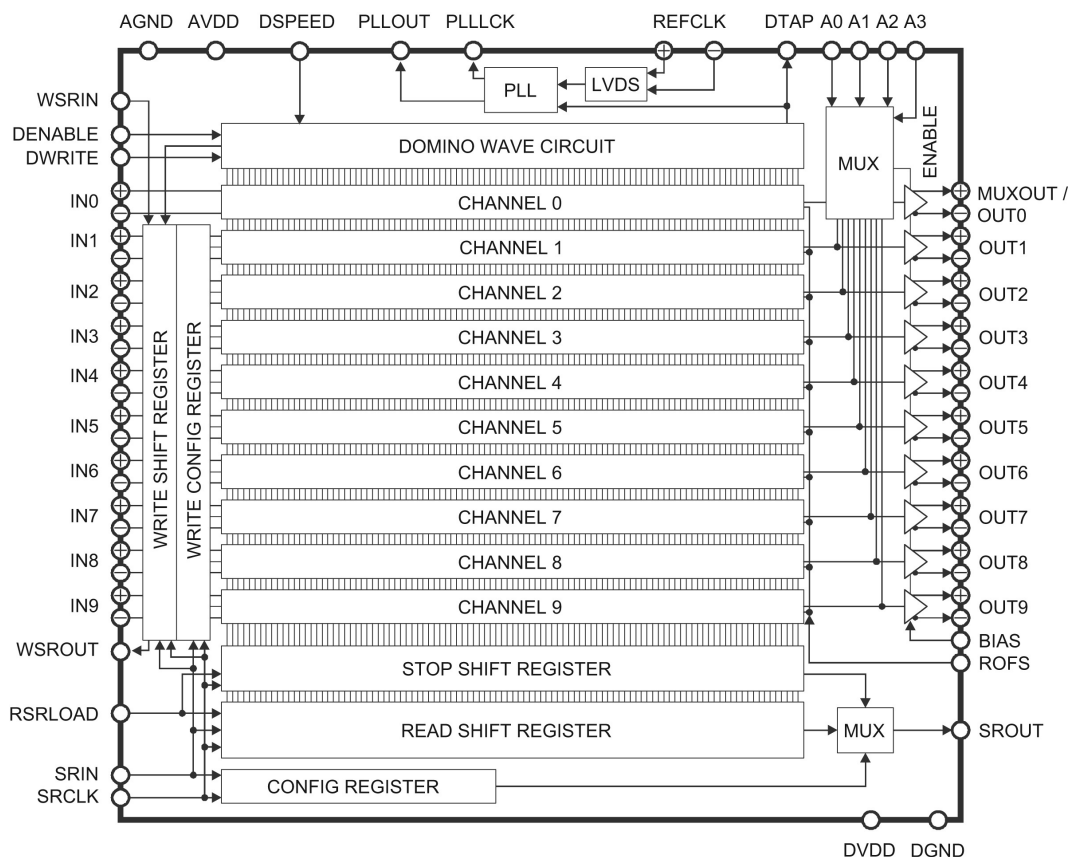 AGND AVDD DSPEED PLLOUT PLLLCK REFCLK DTAP A0 A1 A2 A3
WSRIN
DENABLE
DWRITE
IN0
IN1
IN2
IN3
IN4
IN5
IN6
IN7
IN8
IN9
WSROUT
RSRLOAD
SRIN
SRCLK
WRITE SHIFT REGISTER
WRITE CONFIG REGISTER
PLL
LVDS
DOMINO WAVE CIRCUIT
CHANNEL 0
CHANNEL 1
CHANNEL 2
CHANNEL 3
CHANNEL 4
CHANNEL 5
CHANNEL 6
CHANNEL 7
CHANNEL 8
CHANNEL 9
STOP SHIFT REGISTER
READ SHIFT REGISTER
CONFIG REGISTER
MUX
ENABLE
MUX
MUXOUT /
OUT0
OUT1
OUT2
OUT3
OUT4
OUT5
OUT6
OUT7
OUT8
OUT9
BIAS
ROFS
SROUT
DVDD DGND